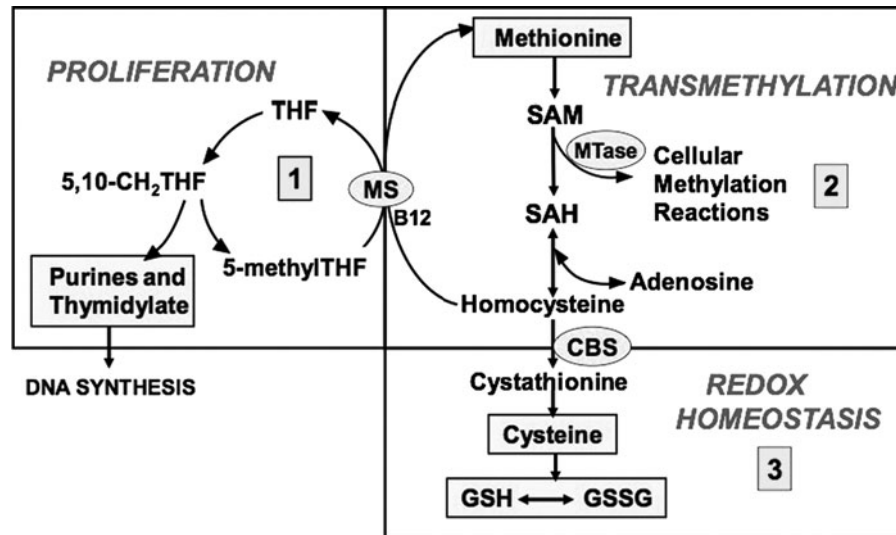 PROLIFERATION
THF
5,10-CH₂THF
1
5-methylTHF
Purines and
Thymidylate
DNA SYNTHESIS
MS
B12
Methionine
TRANSMETHYLATION
SAM
MTase
Cellular
Methylation
Reactions
2
SAH
Adenosine
Homocysteine
CBS
Cystathionine
REDOX
HOMEOSTASIS
Cysteine
3
GSH GSSG